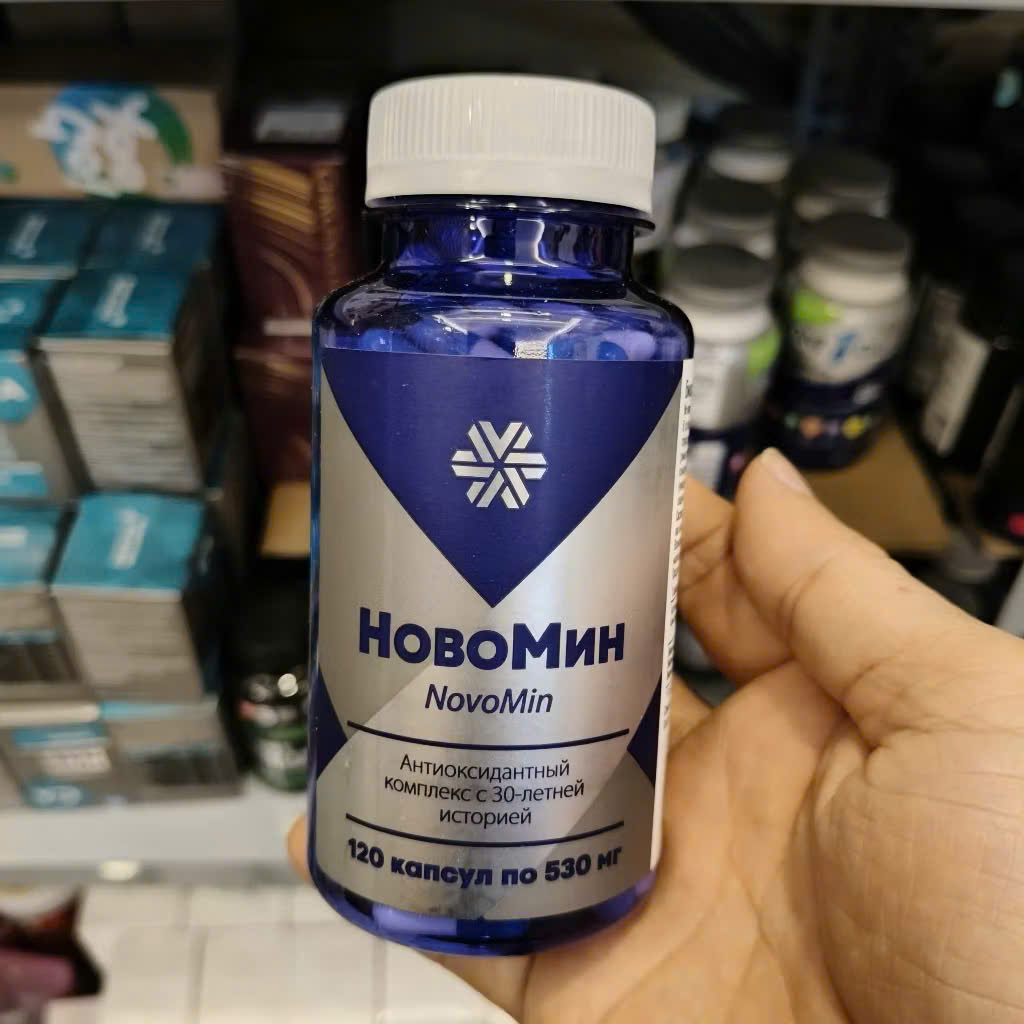 НовоМин
NovoMin
Антиоксидантный
комплекс с 30-летней
историей
120 капсул по 530 мг